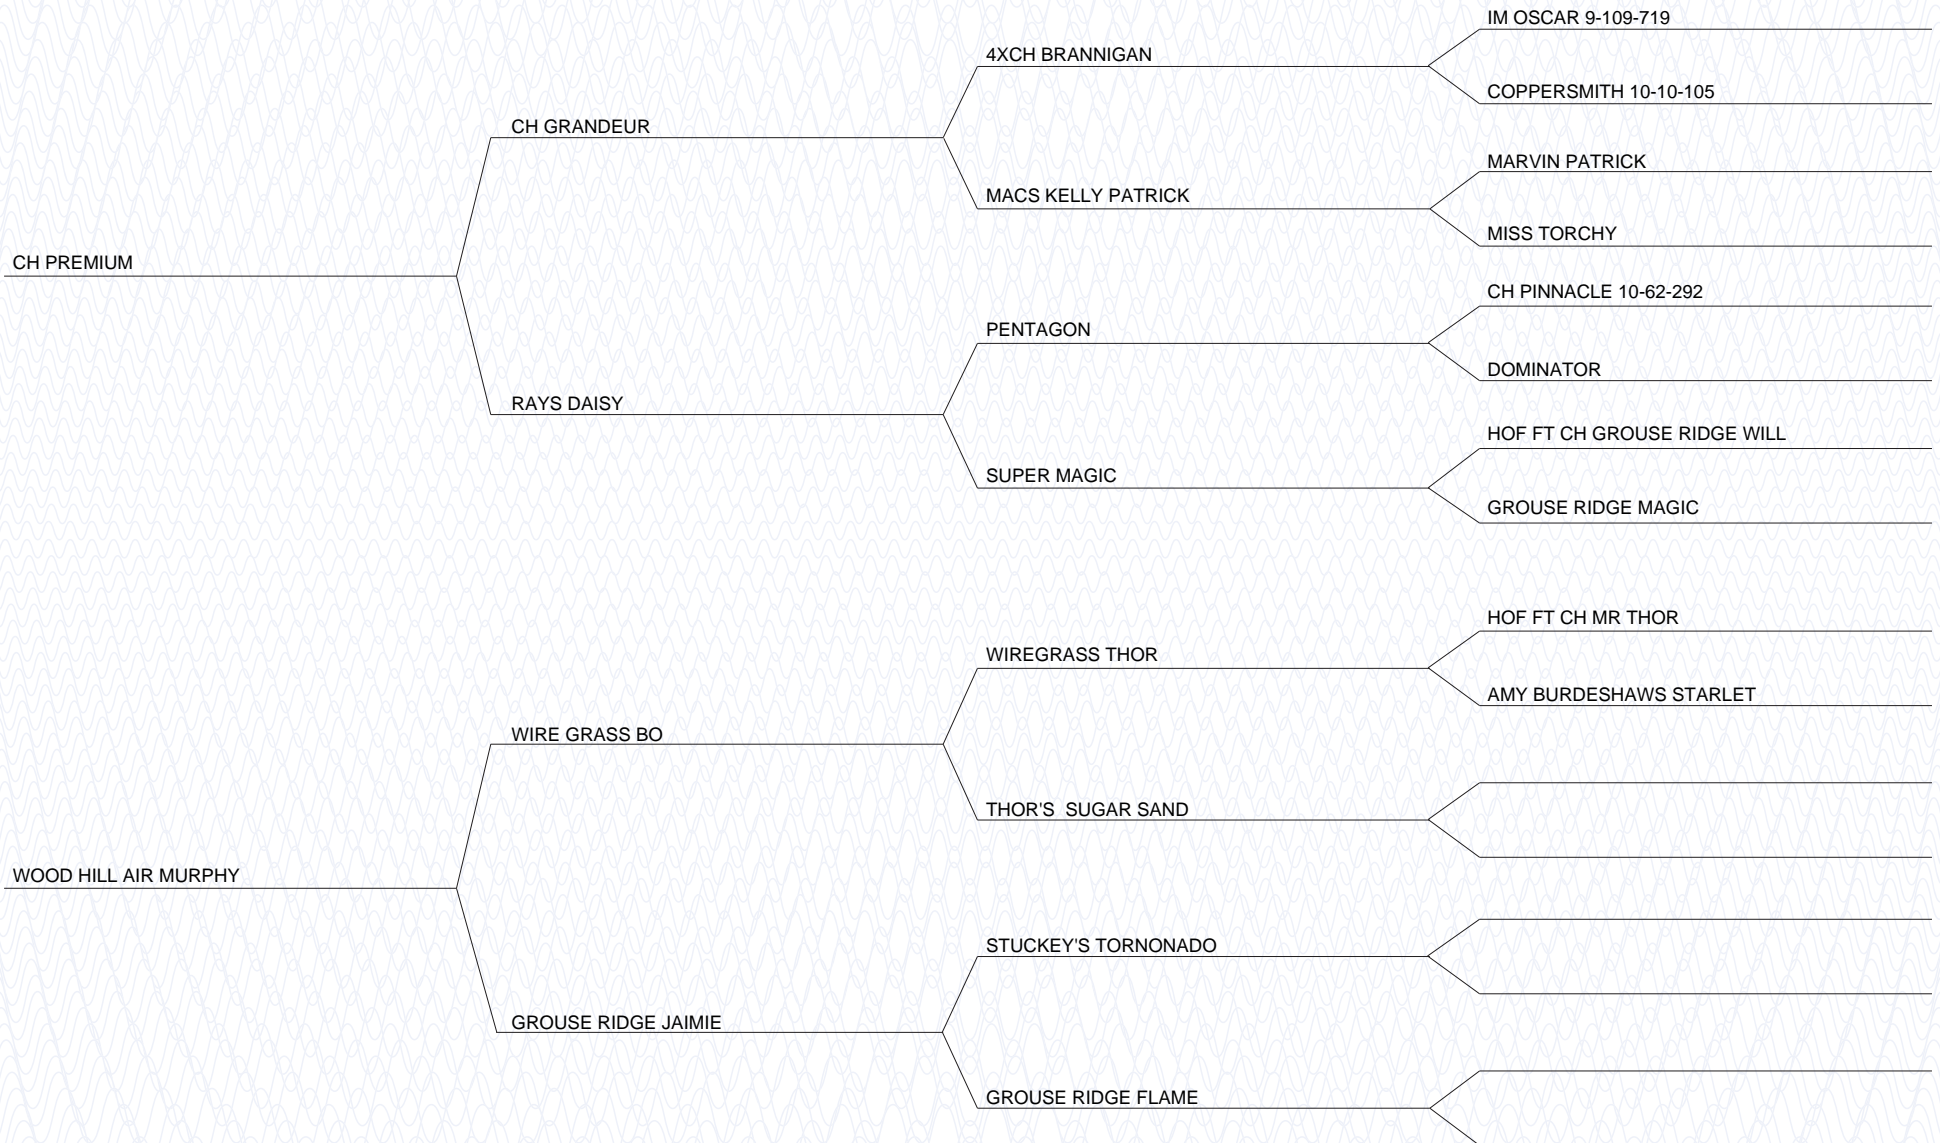 IM OSCAR 9-109-719
4XCH BRANNIGAN
COPPERSMITH 10-10-105
CH GRANDEUR
MARVIN PATRICK
MACS KELLY PATRICK
MISS TORCHY
CH PREMIUM
CH PINNACLE 10-62-292
PENTAGON
DOMINATOR
RAYS DAISY
HOF FT CH GROUSE RIDGE WILL
SUPER MAGIC
GROUSE RIDGE MAGIC
HOF FT CH MR THOR
WIREGRASS THOR
AMY BURDESHAWS STARLET
WIRE GRASS BO
THOR'S  SUGAR SAND
WOOD HILL AIR MURPHY
STUCKEY'S TORNONADO
GROUSE RIDGE JAIMIE
GROUSE RIDGE FLAME